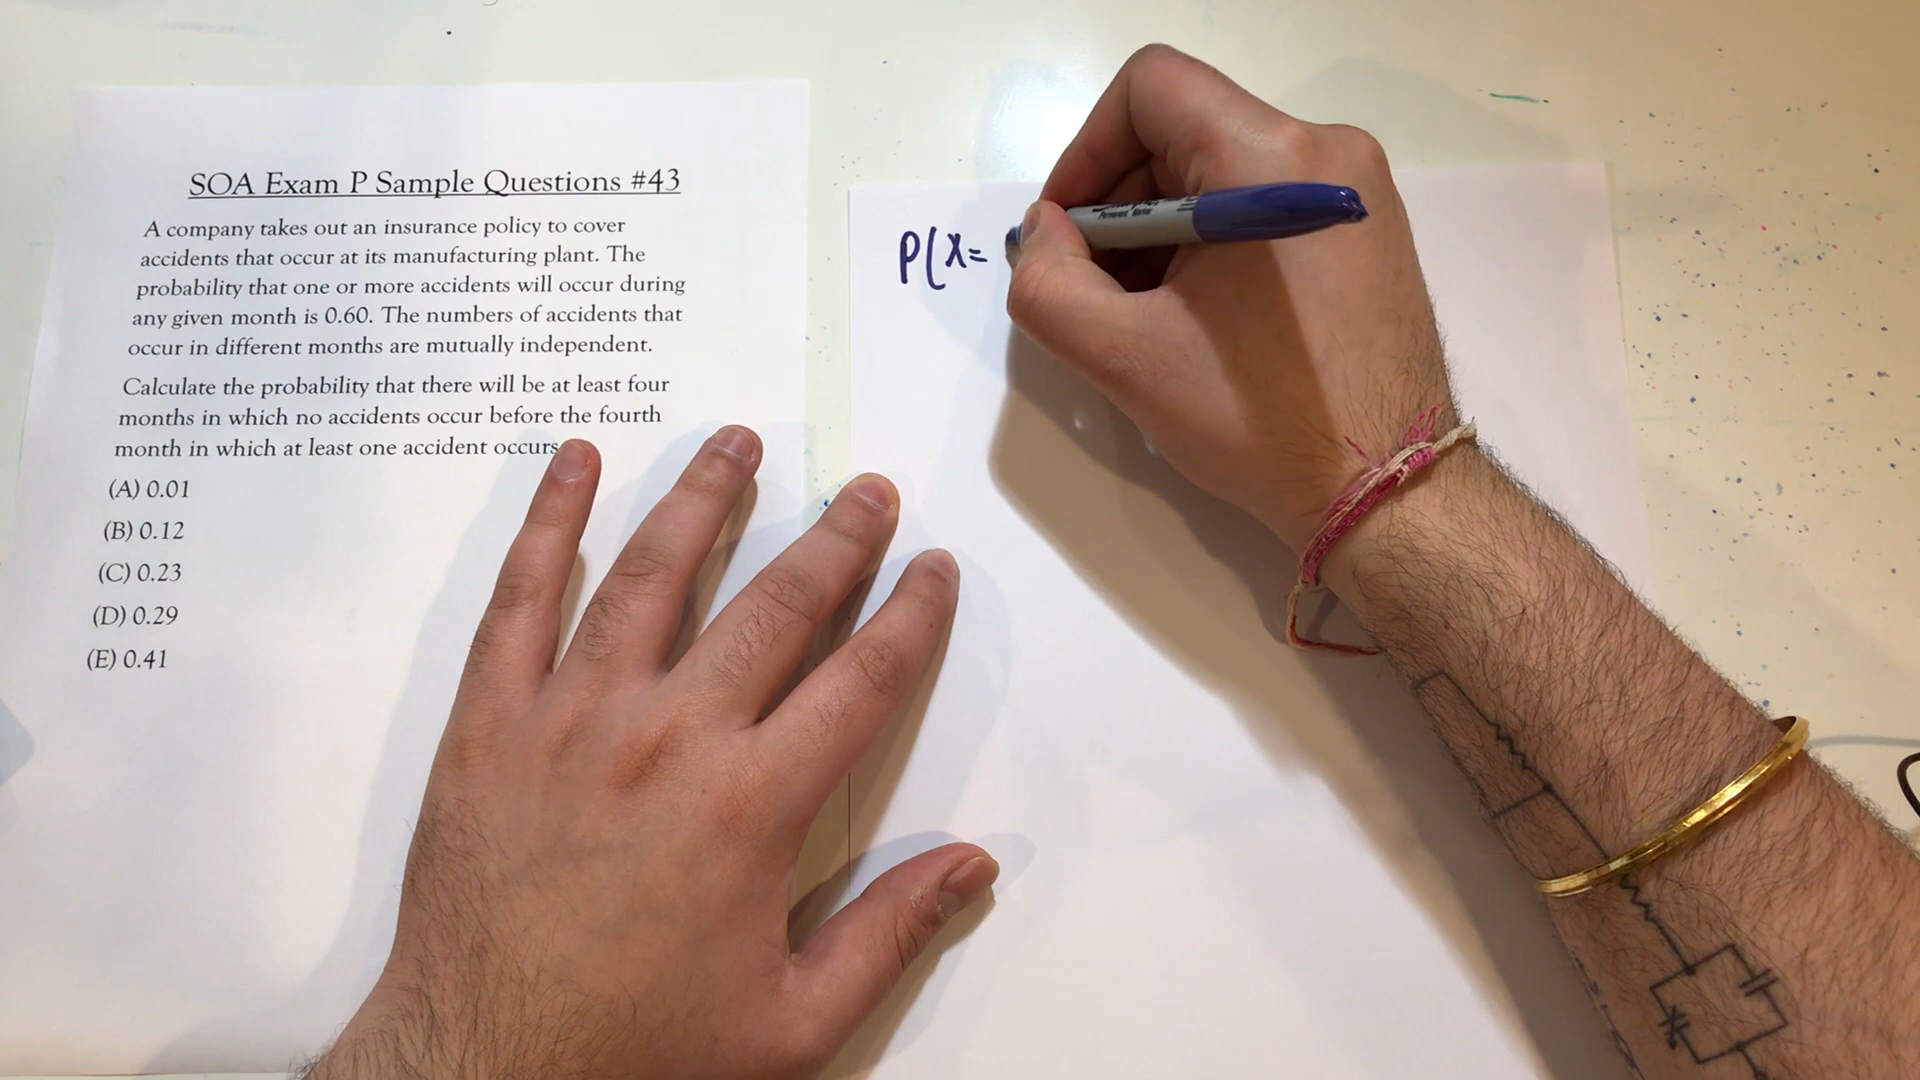 SOA Exam P Sample Questions #43
A company takes out an insurance policy to cover
accidents that occur at its manufacturing plant. The
probability that one or more accidents will occur during
any given month is 0.60. The numbers of accidents that
occur in different months are mutually independent.
Calculate the probability that there will be at least four
months in which no accidents occur before the fourth
month in which at least one accident occurs
(A) 0.01
(B) 0.12
(C) 0.23
(D) 0.29
(E) 0.41
P(X=
Permanent Marker